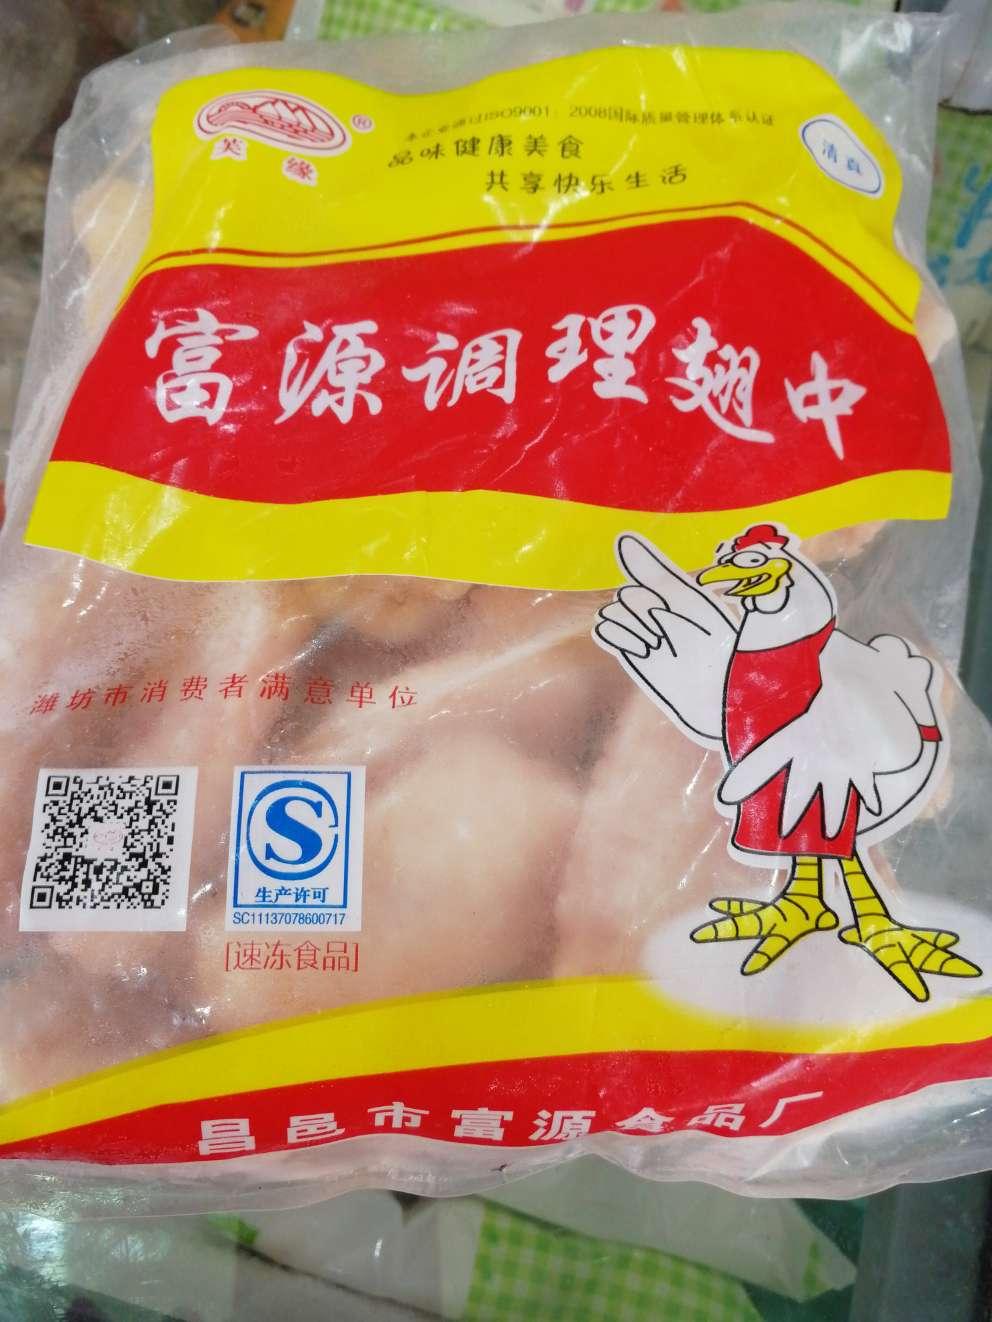 笑缘
®
本企业通过ISO9001：2008国际质量管理体系认证
品味健康美食
共享快乐生活
清真
富源调理翅中
潍坊市消费者满意单位
生产许可
SC11137078600717
[速冻食品]
昌邑市富源食品厂